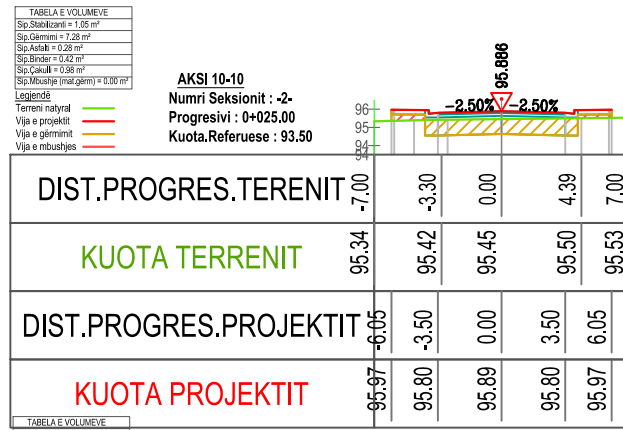 TABELA E VOLUMEVE
Sip.Stabilizanti = 1.05 m²
Sip.Gërmimi = 7.28 m²
Sip.Asfalti = 0.28 m²
Sip.Binder = 0.42 m²
Sip.Çakulli = 0.98 m²
Sip.Mbushje (mat.germ) = 0.00 m²
Legjendë
Terreni natyral
Vija e projektit
Vija e gërmimit
Vija e mbushjes
AKSI 10-10
Numri Seksionit : -2-
Progresivi : 0+025.00
Kuota.Referuese : 93.50
95.886
-2.50% -2.50%
96
95
94
94
DIST.PROGRES.TERENIT -7.00 -3.30 0.00 4.39 7.00
KUOTA TERRENIT 95.34 95.42 95.45 95.50 95.53
DIST.PROGRES.PROJEKTIT -6.05 -3.50 0.00 3.50 6.05
KUOTA PROJEKTIT 95.97 95.80 95.89 95.80 95.97
TABELA E VOLUMEVE